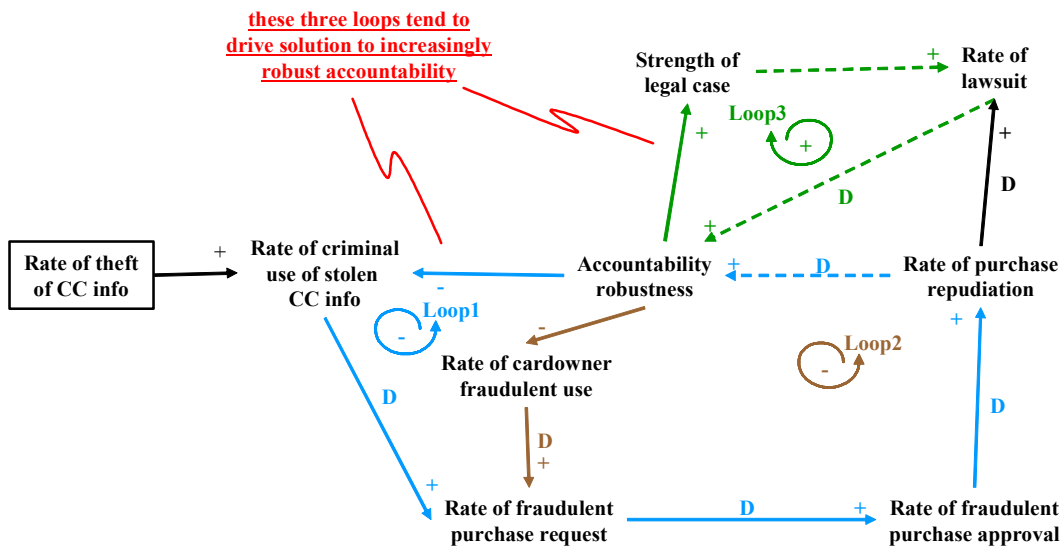 these three loops tend to
drive solution to increasingly
robust accountability
Strength of
legal case
+
Rate of
lawsuit
Loop3
+
+
+
D
D
+
Rate of theft
of CC info
+
Rate of criminal
use of stolen
CC info
-
Accountability
robustness
+
D
Rate of purchase
repudiation
Loop1
-
-
Rate of cardowner
fraudulent use
Loop2
-
+
D
D
+
D
+
Rate of fraudulent
purchase request
D
+
Rate of fraudulent
purchase approval